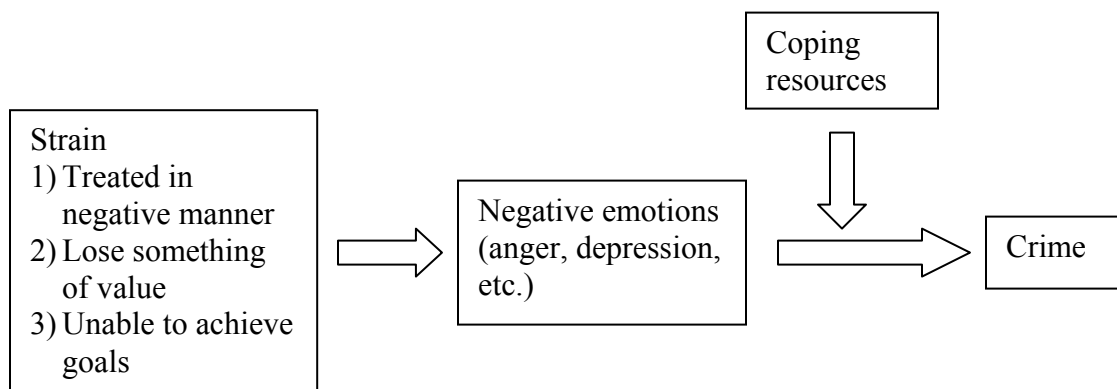 Coping
resources
Strain
1) Treated in
negative manner
2) Lose something
of value
3) Unable to achieve
goals
Negative emotions
(anger, depression,
etc.)
Crime